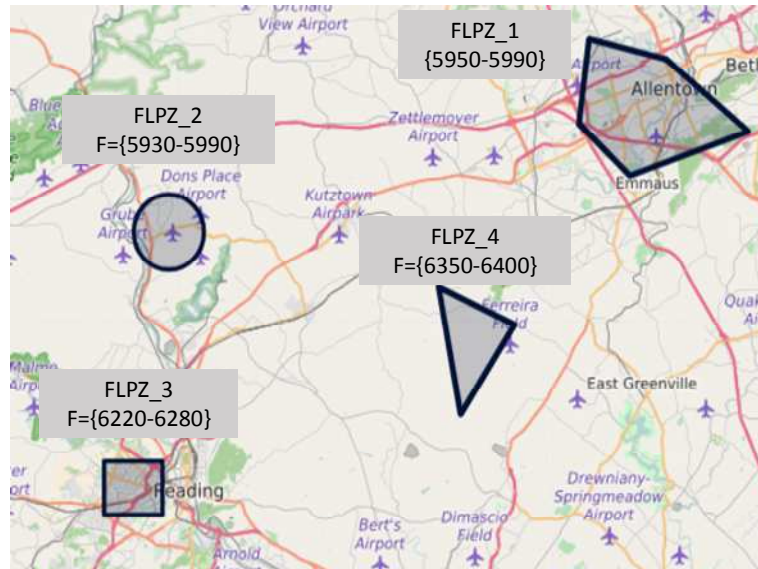 Orchard
View Airport
FLPZ_1
{5950-5990}
Airport
Beth
Allentown
FLPZ_2
F={5930-5990}
Zettlemoyer
Airport
Dons Place
Airport
Emmaus
Kutztown
Airpark
Airport
FLPZ_4
F={6350-6400}
Ferreira
Field
FLPZ_3
F={6220-6280}
East Greenville
Reading
Drewniany-
Springmeadow
Airport
Bert's
Airport
Dimascio
Field
Arnold
Airport